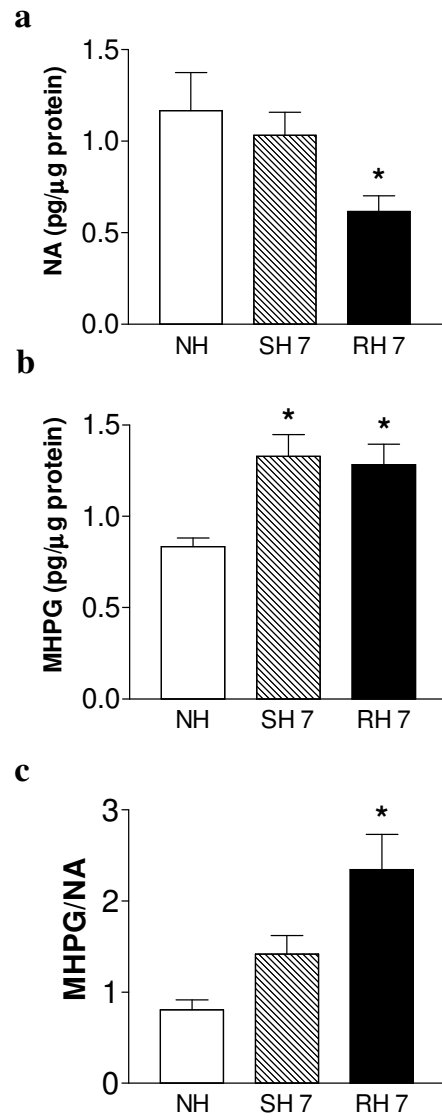 a
NA (pg/µg protein)
1.5
1.0
0.5
0.0
*
NH SH 7 RH 7
b
MHPG (pg/µg protein)
1.5
1.0
0.5
0.0
* *
NH SH 7 RH 7
c
MHPG/NA
3
2
1
0
*
NH SH 7 RH 7